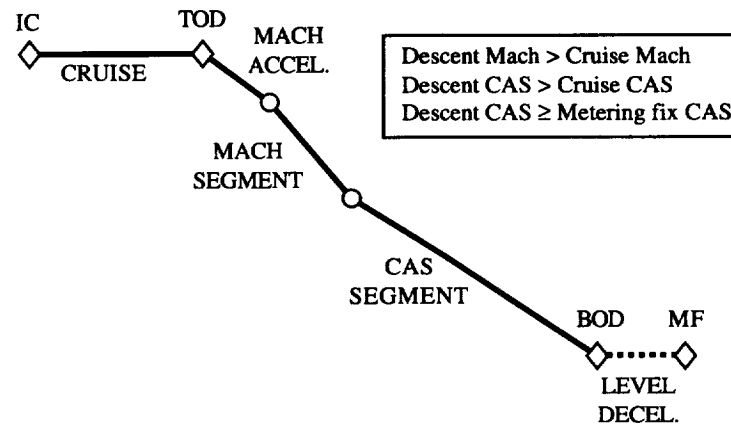 IC
TOD
MACH
ACCEL.
CRUISE
Descent Mach > Cruise Mach
Descent CAS > Cruise CAS
Descent CAS ≥ Metering fix CAS
MACH
SEGMENT
CAS
SEGMENT
BOD
MF
LEVEL
DECEL.